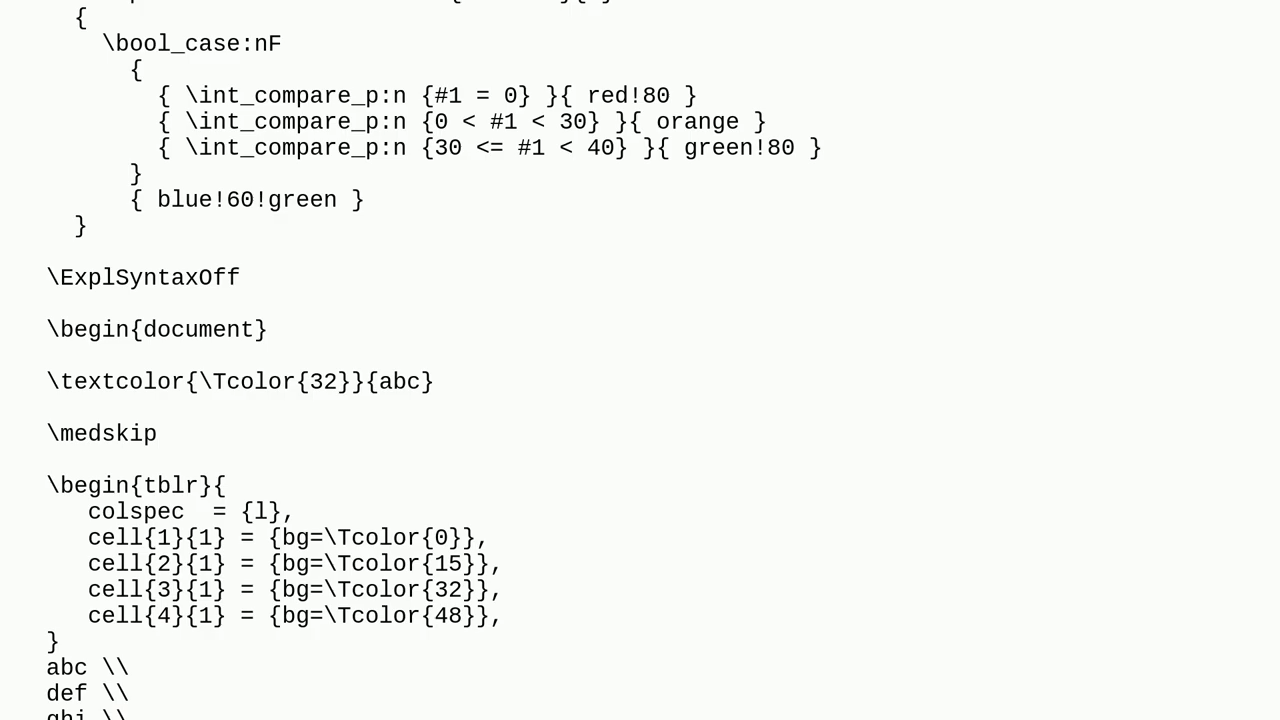 {
\bool_case:nF
{
{ \int_compare_p:n {#1 = 0} }{ red!80 }
{ \int_compare_p:n {0 < #1 < 30} }{ orange }
{ \int_compare_p:n {30 <= #1 < 40} }{ green!80 }
}
{ blue!60!green }
}
\ExplSyntaxOff
\begin{document}
\textcolor{\Tcolor{32}}{abc}
\medskip
\begin{tblr}{
colspec  = {l},
cell{1}{1} = {bg=\Tcolor{0}},
cell{2}{1} = {bg=\Tcolor{15}},
cell{3}{1} = {bg=\Tcolor{32}},
cell{4}{1} = {bg=\Tcolor{48}},
}
abc \\
def \\
ghi \\